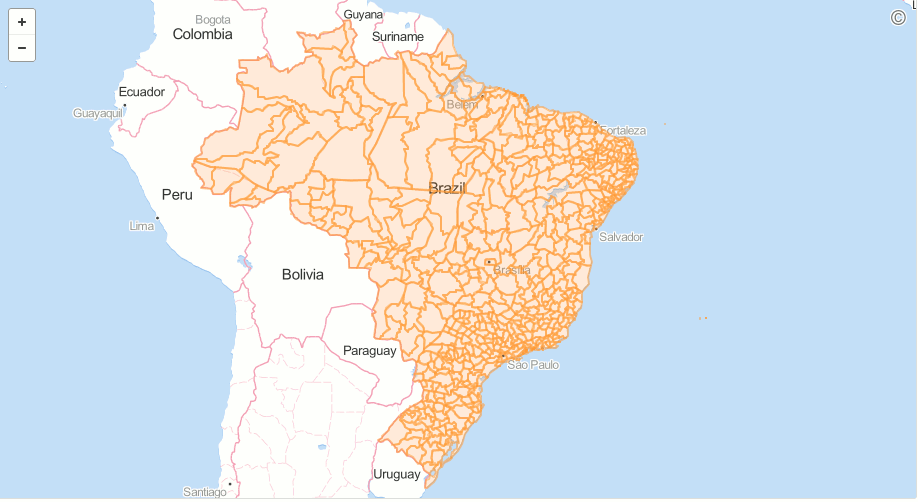 +
−
©
Guyana
Bogota
Colombia
Suriname
Ecuador
Guayaquil
Belém
Fortaleza
Brazil
Peru
Lima
Salvador
Brasília
Bolivia
Paraguay
São Paulo
Uruguay
Santiago